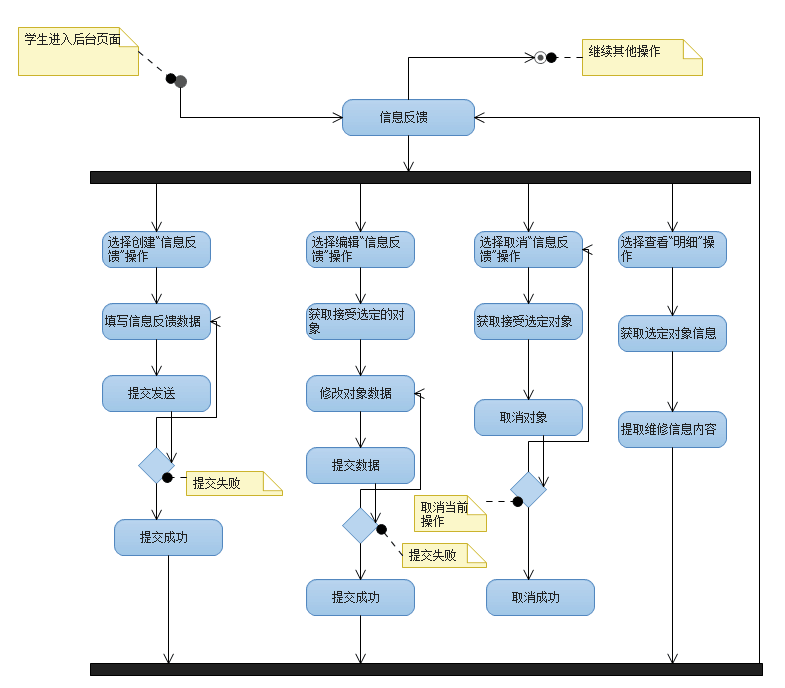 学生进入后台页面
继续其他操作
信息反馈
选择创建"信息反
馈"操作
选择编辑"信息反
馈"操作
选择取消"信息反
馈"操作
选择查看"明细"操
作
填写信息反馈数据
获取接受选定的对
象
获取接受选定对象
获取选定对象信息
提交发送
修改对象数据
取消对象
提取维修信息内容
提交数据
提交失败
取消当前
操作
提交成功
提交失败
提交成功
取消成功